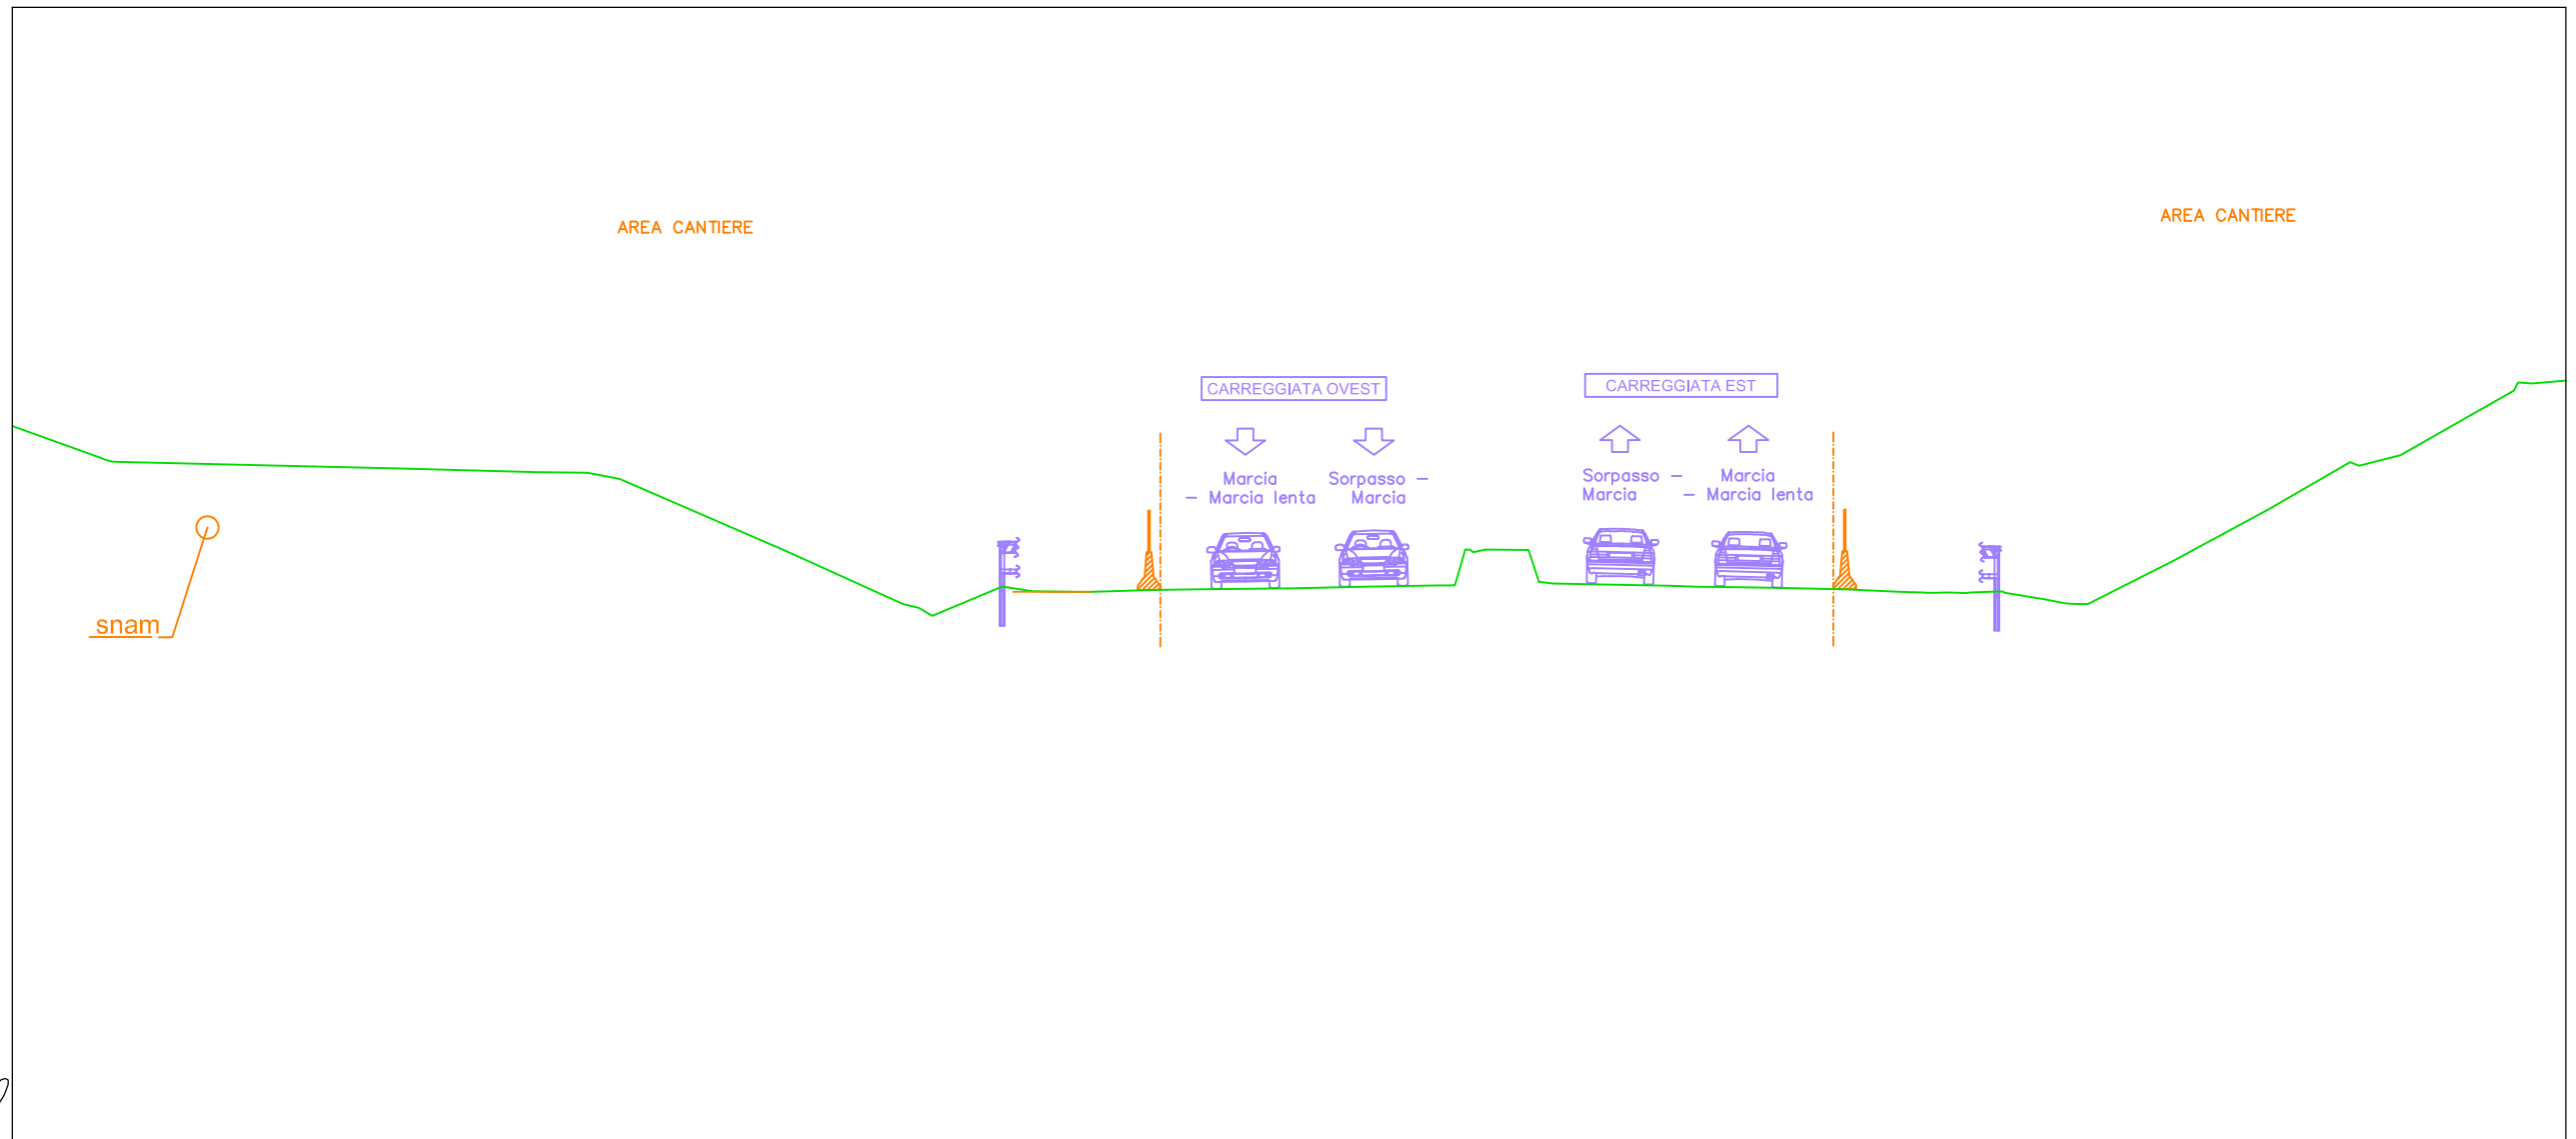 AREA CANTIERE
AREA CANTIERE
CARREGGIATA OVEST
CARREGGIATA EST
Marcia
- Marcia lenta
Sorpasso -
Marcia
Sorpasso -
Marcia
Marcia
- Marcia lenta
snam